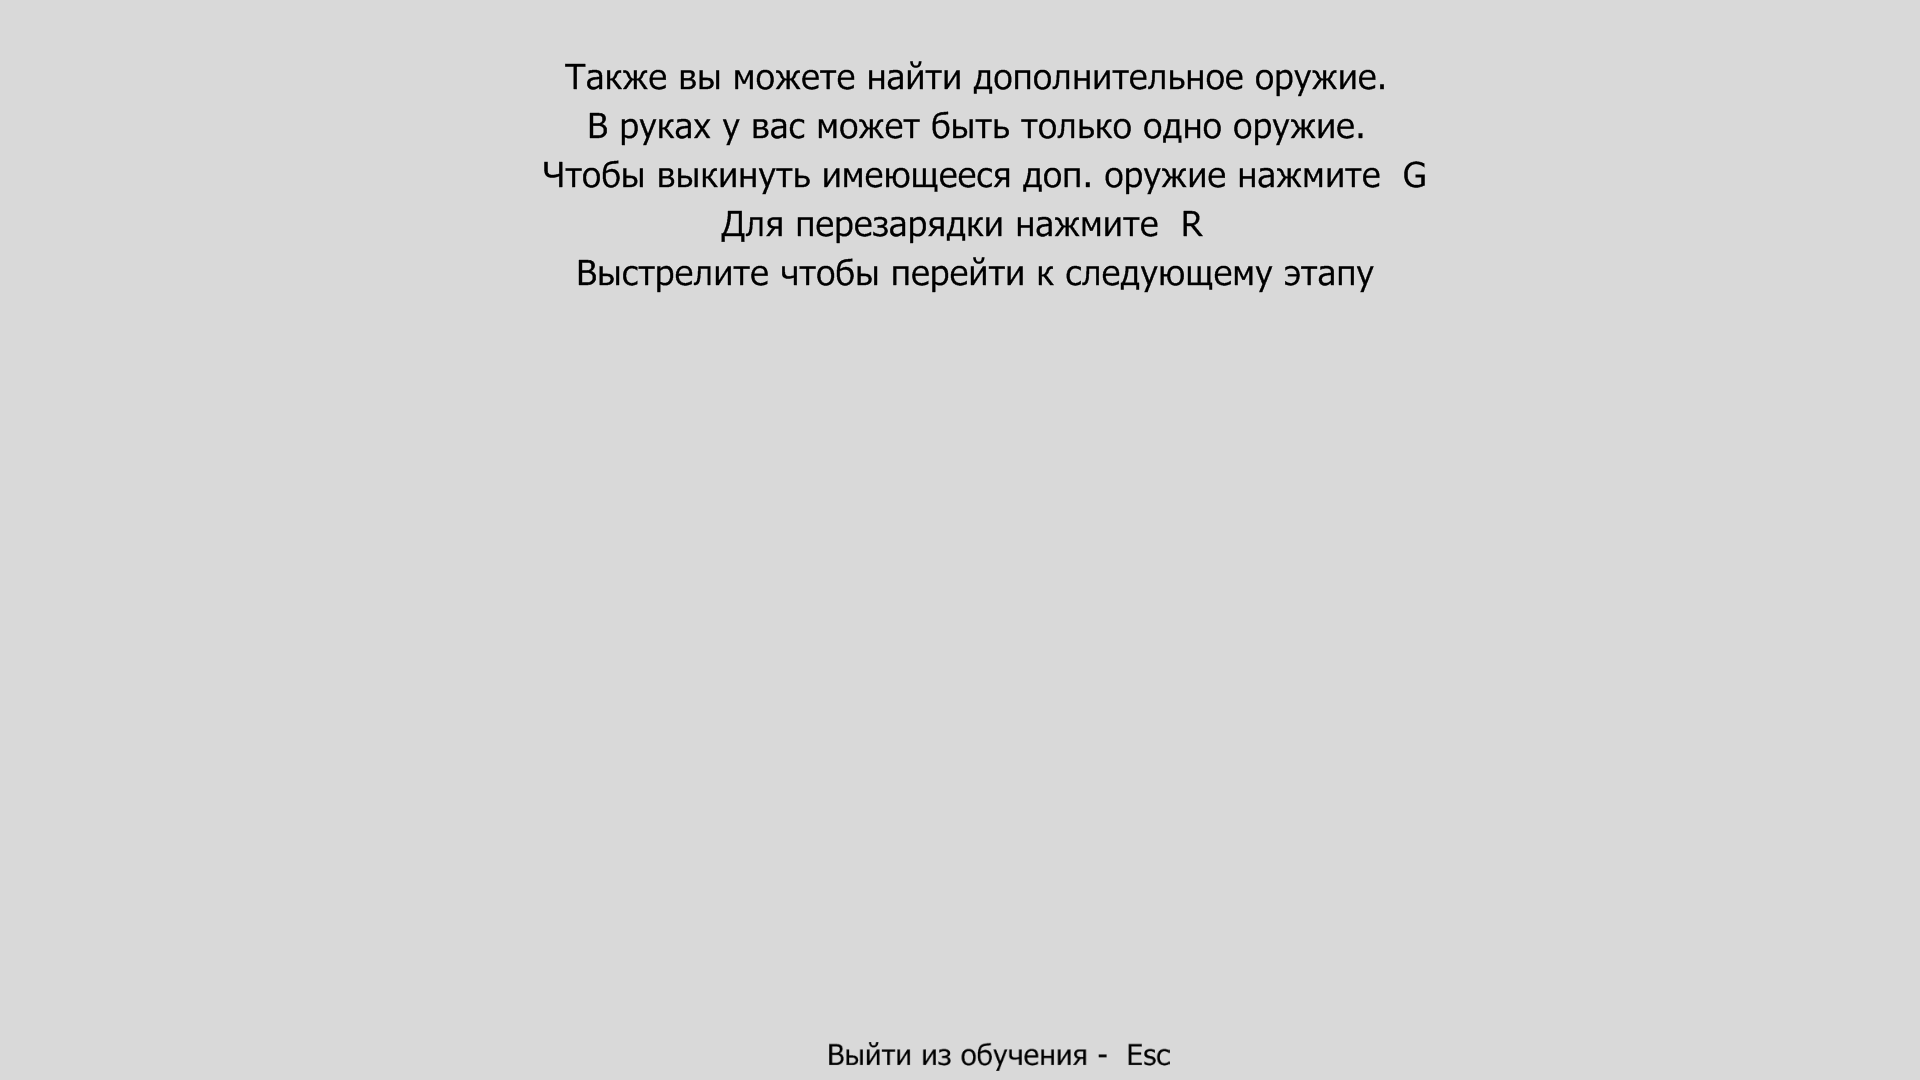 Также вы можете найти дополнительное оружие.
В руках у вас может быть только одно оружие.
Чтобы выкинуть имеющееся доп. оружие нажмите  G
Для перезарядки нажмите  R
Выстрелите чтобы перейти к следующему этапу
Выйти из обучения -  Esc